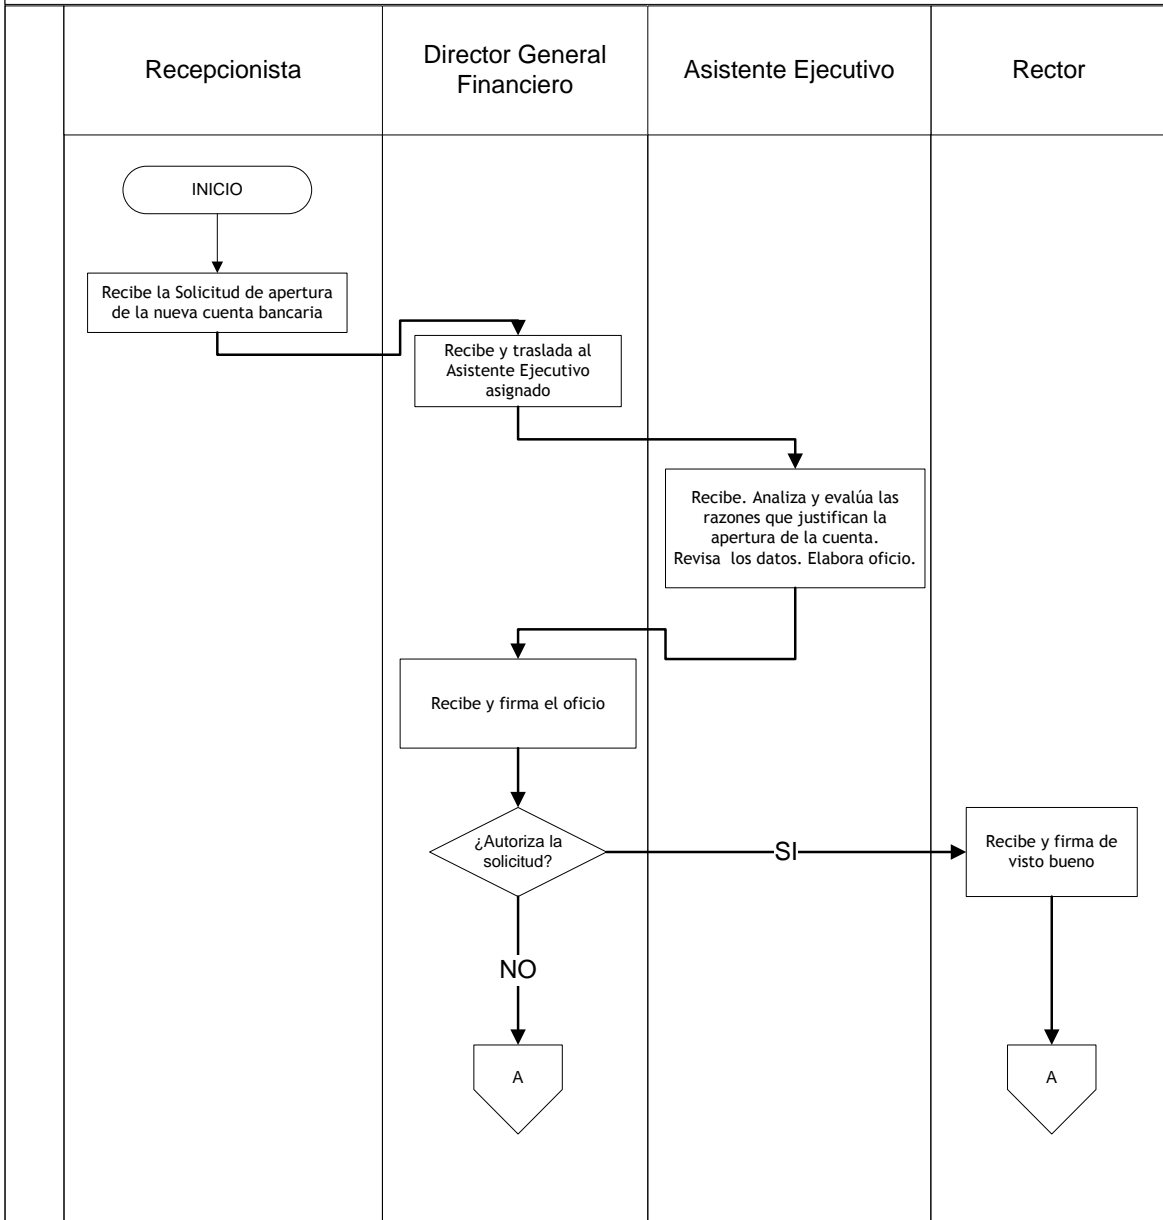 Recepcionista
Director General
Financiero
Asistente Ejecutivo
Rector
INICIO
Recibe la Solicitud de apertura
de la nueva cuenta bancaria
Recibe y traslada al
Asistente Ejecutivo
asignado
Recibe. Analiza y evalúa las
razones que justifican la
apertura de la cuenta.
Revisa los datos. Elabora oficio.
Recibe y firma el oficio
¿Autoriza la
solicitud?
SI
Recibe y firma de
visto bueno
NO
A
A